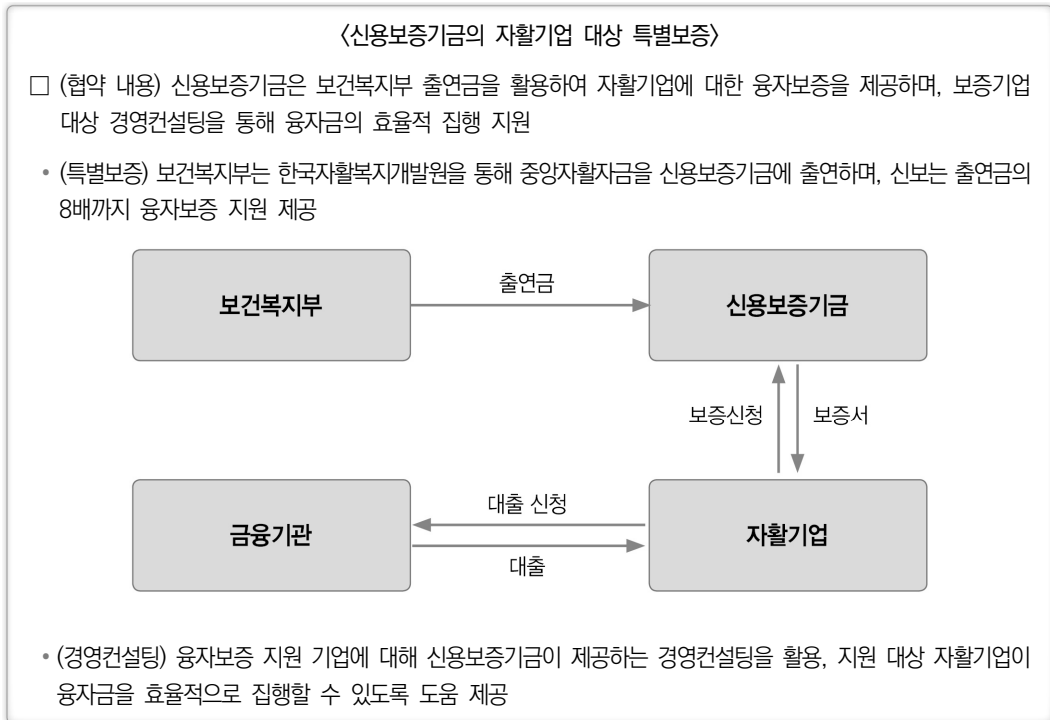 〈신용보증기금의 자활기업 대상 특별보증〉
□ (협약 내용) 신용보증기금은 보건복지부 출연금을 활용하여 자활기업에 대한 융자보증을 제공하며, 보증기업
대상 경영컨설팅을 통해 융자금의 효율적 집행 지원
• (특별보증) 보건복지부는 한국자활복지개발원을 통해 중앙자활자금을 신용보증기금에 출연하며, 신보는 출연금의
8배까지 융자보증 지원 제공
보건복지부
출연금
신용보증기금
보증신청
보증서
금융기관
대출 신청
대출
자활기업
• (경영컨설팅) 융자보증 지원 기업에 대해 신용보증기금이 제공하는 경영컨설팅을 활용, 지원 대상 자활기업이
융자금을 효율적으로 집행할 수 있도록 도움 제공